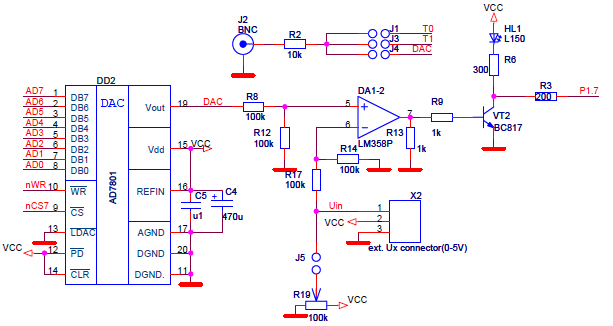 VCC
J2
BNC
R2
10k
J1 T0
J3 T1
J4 DAC
HL1
L150
R6
300
R3
200
P1.7
DD2
DAC
AD7801
AD7 1 DB7
AD6 2 DB6
AD5 3 DB5
AD4 4 DB4
AD3 5 DB3
AD2 6 DB2
AD1 7 DB1
AD0 8 DB0
nWR 10 WR
nCS7 9 CS
13 LDAC
VCC 12 PD
14 CLR
Vout 19 DAC
Vdd 15 VCC
REFIN 16
AGND 17
DGND 20
DGND. 11
C5
u1
+ C4
470u
R8
100k
R12
100k
DA1-2
5 +
6 -
7
LM358P
R13
1k
R9
1k
VT2
BC817
R14
100k
R17
100k
Uin
X2
1
VCC 2
3
ext. Ux connector(0-5V)
J5
R19
100k
VCC